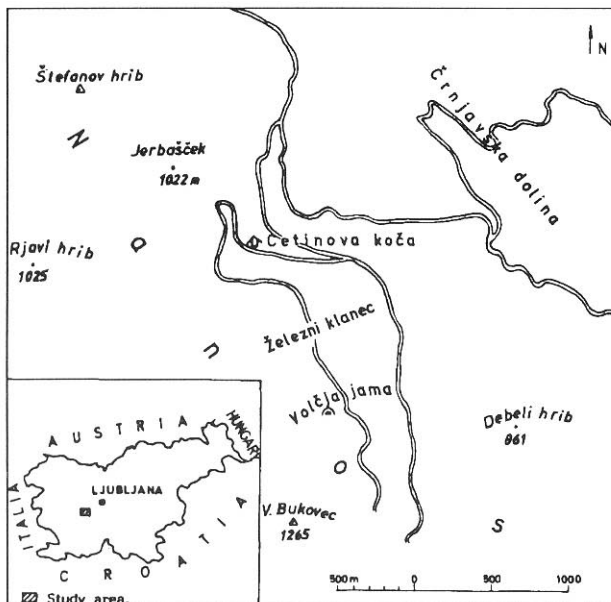 N
Štefanov hrib
Črnjavska dolina
N
Jerbašček
1022 m
Rjavi hrib
1025
A
Cetinova koča
Železni klanec
U
Volčja jama
Debeli hrib
861
O
V. Bukovec
1265
S
AUSTRIA
HUNGARY
LJUBLJANA
ITALIA
CROATIA
Study area.
500 m 0 500 1000